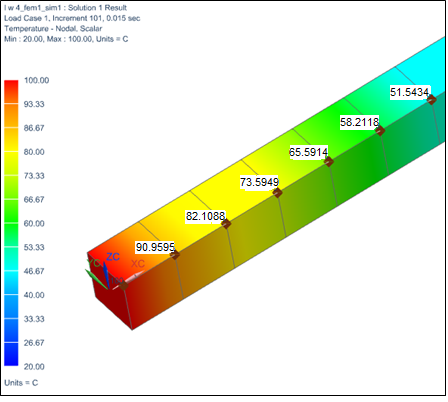 l w 4_fem1_sim1 : Solution 1 Result
Load Case 1, Increment 101, 0.015 sec
Temperature - Nodal, Scalar
Min : 20.00, Max : 100.00, Units = C
51.5434
58.2118
65.5914
73.5949
82.1088
90.9595
100.00
93.33
86.67
80.00
73.33
66.67
60.00
53.33
46.67
40.00
33.33
26.67
20.00
ZC
XC
Units = C